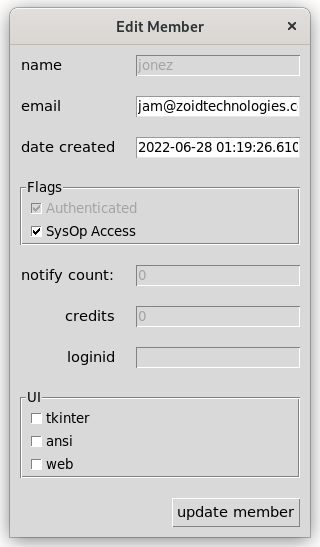 Edit Member ×
name jonez
email jam@zoidtechnologies.c
date created 2022-06-28 01:19:26.610
Flags
Authenticated
SysOp Access
notify count: 0
credits 0
loginid
UI
tkinter
ansi
web
update member